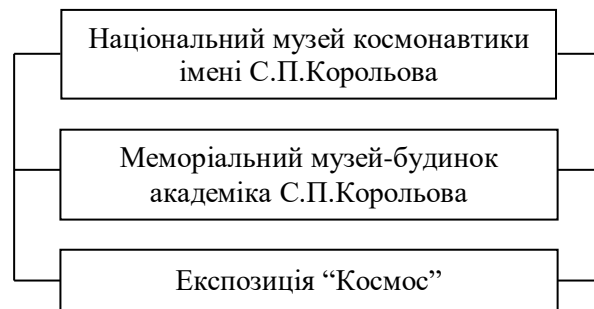 Національний музей космонавтики
імені С.П.Корольова
Меморіальний музей-будинок
академіка С.П.Корольова
Експозиція “Космос”